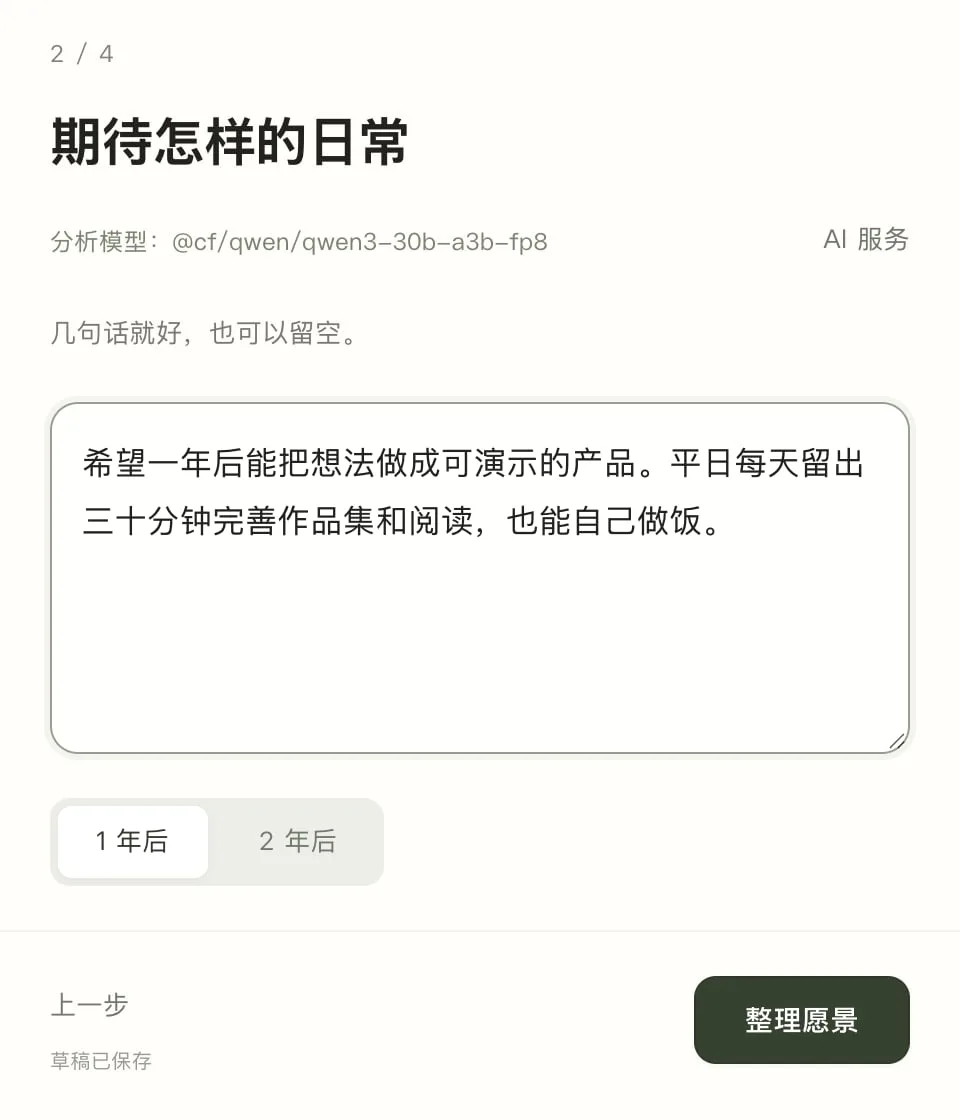 2 / 4
期待怎样的日常
分析模型：@cf/qwen/qwen3-30b-a3b-fp8
AI 服务
几句话就好，也可以留空。
希望一年后能把想法做成可演示的产品。平日每天留出
三十分钟完善作品集和阅读，也能自己做饭。
1 年后
2 年后
上一步
整理愿景
草稿已保存